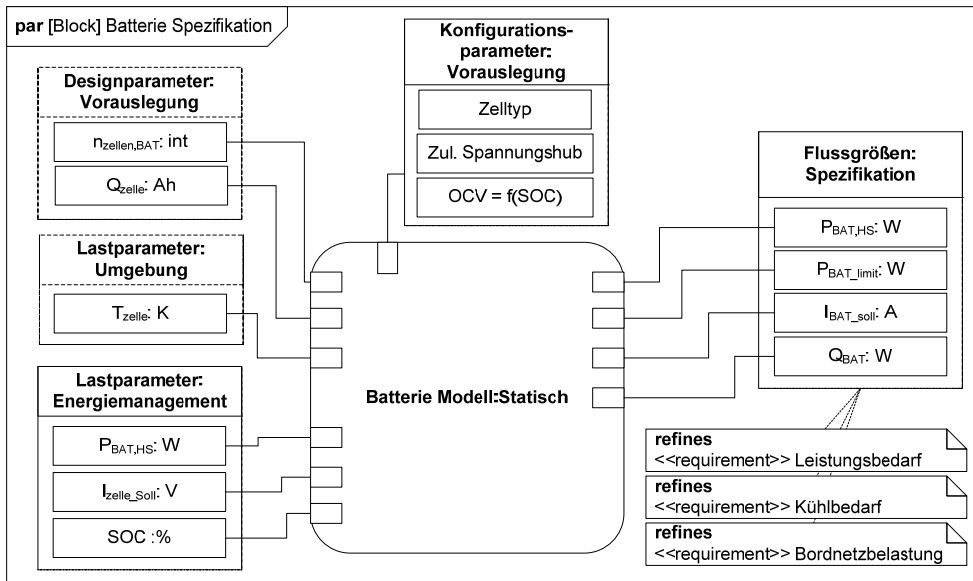 par [Block] Batterie Spezifikation
Designparameter:
Vorauslegung
nzellen,BAT: int
Qzelle: Ah
Lastparameter:
Umgebung
Tzelle: K
Lastparameter:
Energiemanagement
PBAT,HS: W
Izelle_Soll: V
SOC :%
Konfigurations-
parameter:
Vorauslegung
Zelltyp
Zul. Spannungshub
OCV = f(SOC)
Batterie Modell:Statisch
Flussgrößen:
Spezifikation
PBAT,HS: W
PBAT_limit: W
IBAT_soll: A
QBAT: W
refines
<<requirement>> Leistungsbedarf
refines
<<requirement>> Kühlbedarf
refines
<<requirement>> Bordnetzbelastung